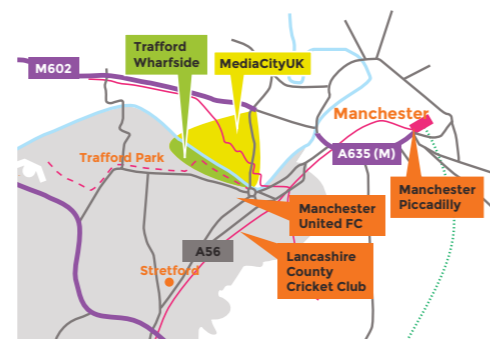 Trafford
Wharfside
MediaCityUK
M602
Manchester
A635 (M)
Trafford Park
Manchester
Piccadilly
Manchester
United FC
A56
Lancashire
County
Cricket Club
Stretford